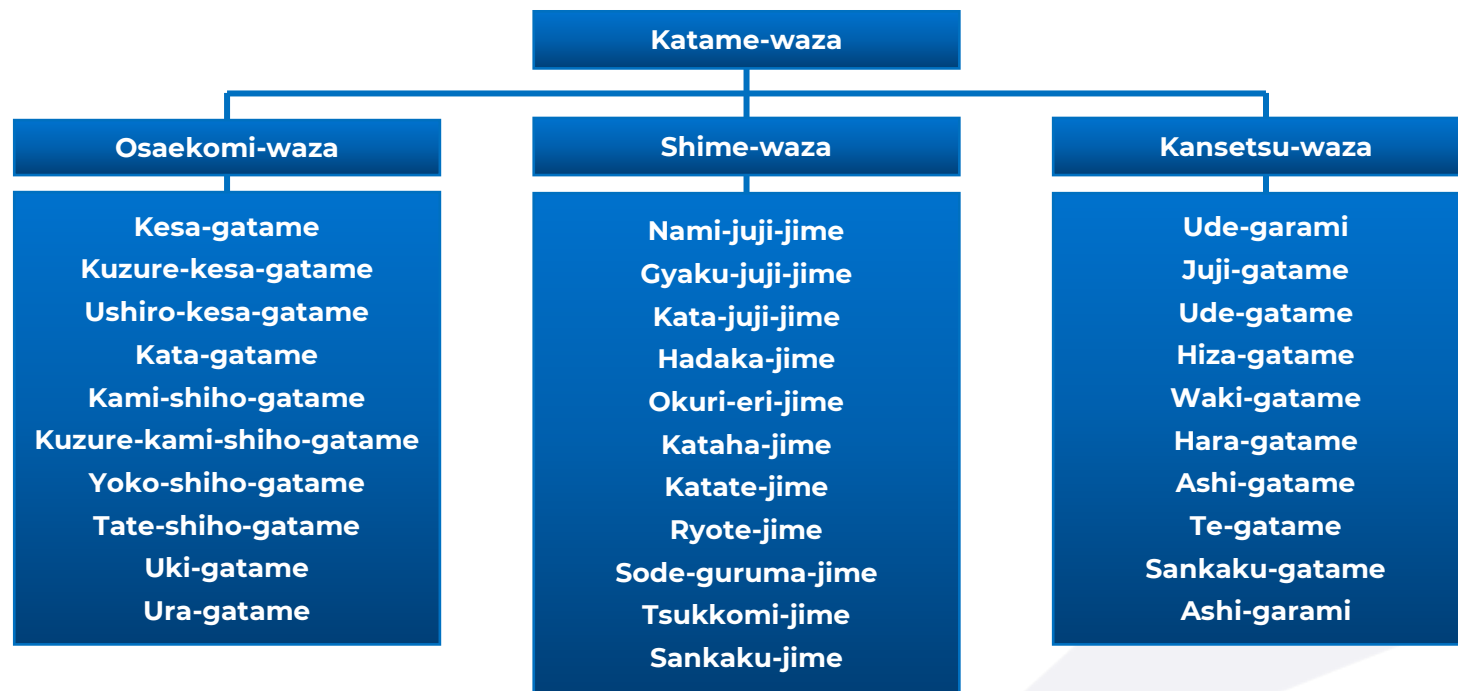 Katame-waza
Osaekomi-waza
Kesa-gatame
Kuzure-kesa-gatame
Ushiro-kesa-gatame
Kata-gatame
Kami-shiho-gatame
Kuzure-kami-shiho-gatame
Yoko-shiho-gatame
Tate-shiho-gatame
Uki-gatame
Ura-gatame
Shime-waza
Nami-juji-jime
Gyaku-juji-jime
Kata-juji-jime
Hadaka-jime
Okuri-eri-jime
Kataha-jime
Katate-jime
Ryote-jime
Sode-guruma-jime
Tsukkomi-jime
Sankaku-jime
Kansetsu-waza
Ude-garami
Juji-gatame
Ude-gatame
Hiza-gatame
Waki-gatame
Hara-gatame
Ashi-gatame
Te-gatame
Sankaku-gatame
Ashi-garami